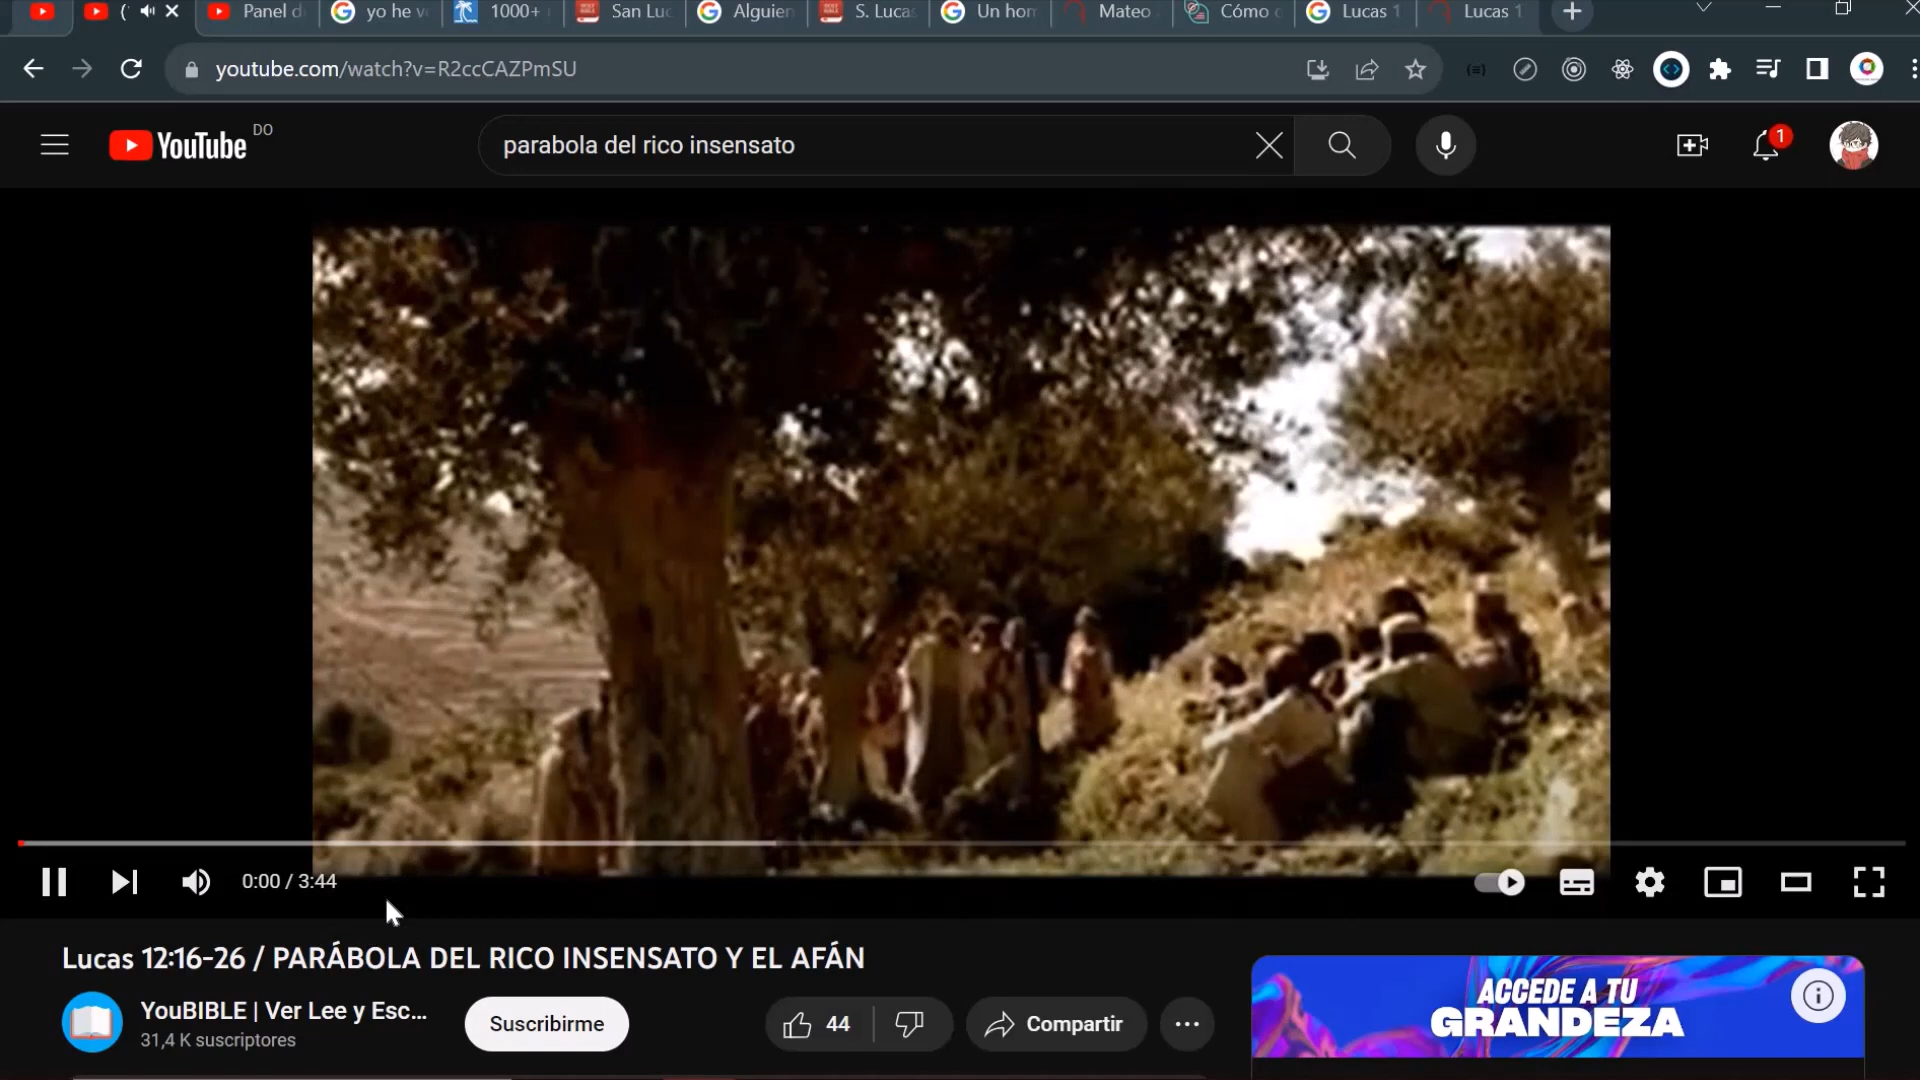 Panel d
yo he v
1000+
San Luc
Alguien
S. Lucas
Un hom
Mateo
Cómo
Lucas 1
Lucas 1
youtube.com/watch?v=R2ccCAZPmSU
YouTube DO
parabola del rico insensato
1
0:00 / 3:44
Lucas 12:16-26 / PARÁBOLA DEL RICO INSENSATO Y EL AFÁN
YouBIBLE | Ver Lee y Esc...
31,4 K suscriptores
Suscribirme
44
Compartir
ACCEDE A TU
GRANDEZA